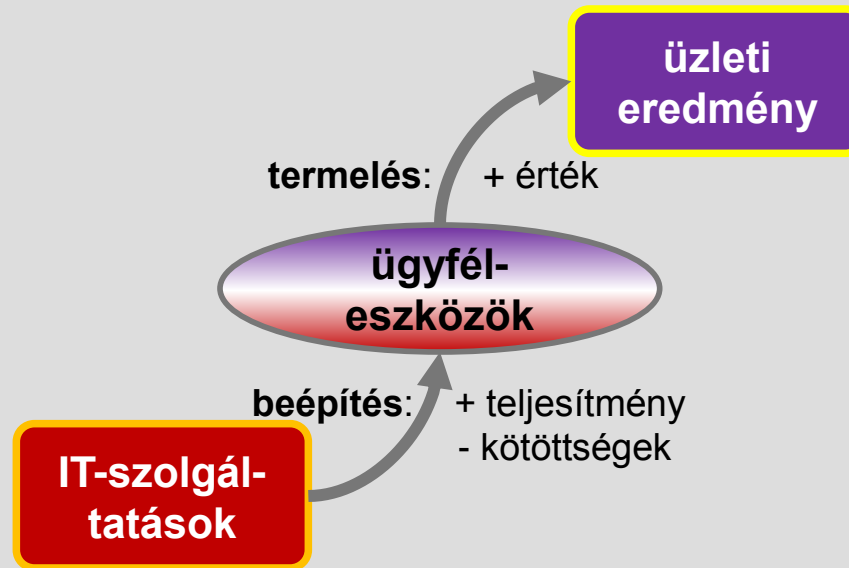 üzleti
eredmény
termelés: + érték
ügyfél-
eszközök
beépítés: + teljesítmény
- kötöttségek
IT-szolgál-
tatások